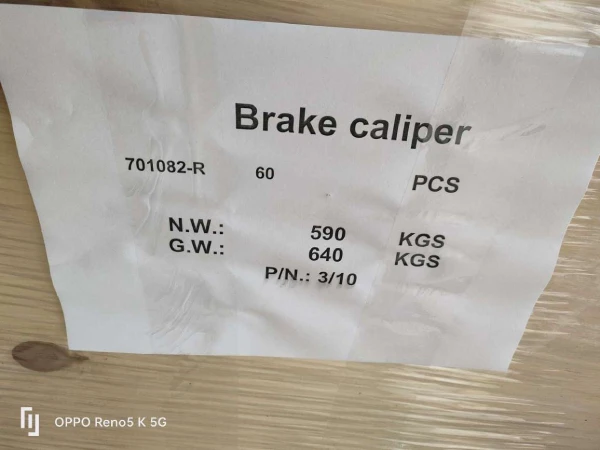 Brake caliper
701082-R 60 PCS
N.W.: 590 KGS
G.W.: 640 KGS
P/N.: 3/10
OPPO Reno5 K 5G